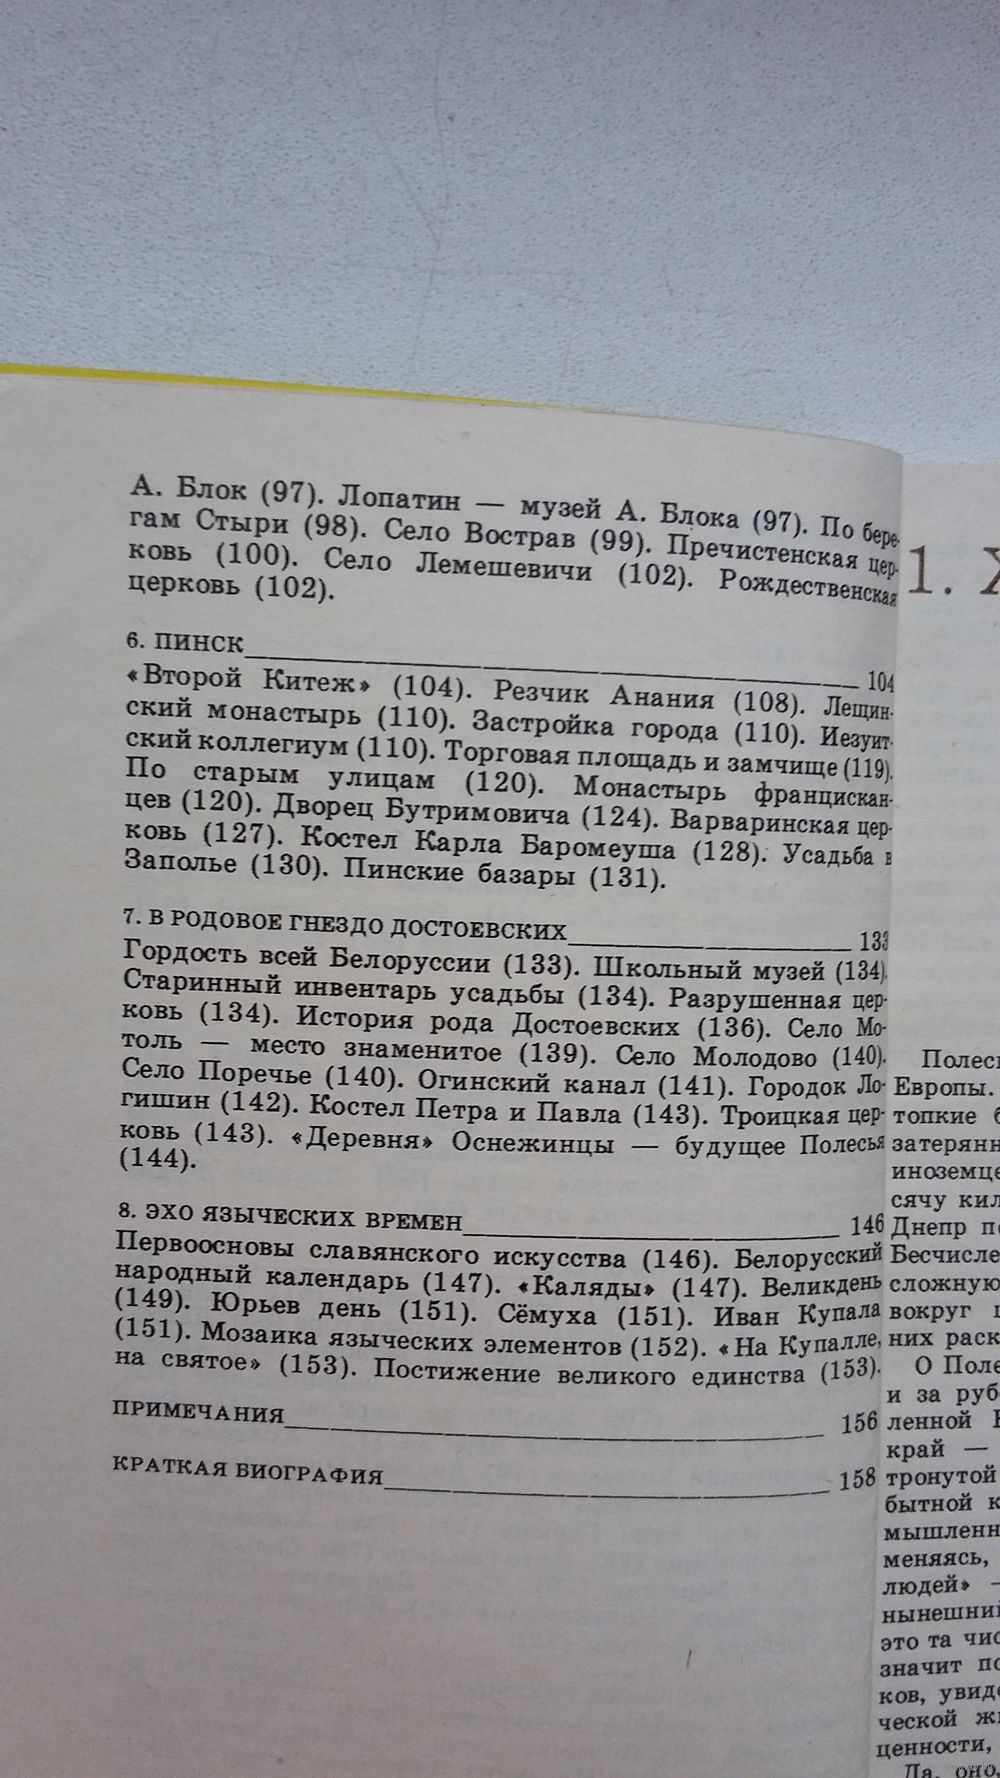 А. Блок (97). Лопатин — музей А. Блока (97). По бере-
гам Стыри (98). Село Вострав (99). Пречистенская цер-
ковь (100). Село Лемешевичи (102). Рождественская
церковь (102).
6. ПИНСК 104
«Второй Китеж» (104). Резчик Анания (108). Лещин-
ский монастырь (110). Застройка города (110). Иезуит-
ский коллегиум (110). Торговая площадь и замчище (119).
По старым улицам (120). Монастырь францискан-
цев (120). Дворец Бутримовича (124). Варваринская цер-
ковь (127). Костел Карла Баромеуша (128). Усадьба в
Заполье (130). Пинские базары (131).
7. В РОДОВОЕ ГНЕЗДО ДОСТОЕВСКИХ 133
Гордость всей Белоруссии (133). Школьный музей (134).
Старинный инвентарь усадьбы (134). Разрушенная цер-
ковь (134). История рода Достоевских (136). Село Мо-
толь — место знаменитое (139). Село Молодово (140).
Село Поречье (140). Огинский канал (141). Городок Ло-
гишин (142). Костел Петра и Павла (143). Троицкая цер-
ковь (143). «Деревня» Оснежинцы — будущее Полесья
(144).
8. ЭХО ЯЗЫЧЕСКИХ ВРЕМЕН 146
Первоосновы славянского искусства (146). Белорусский
народный календарь (147). «Каляды» (147). Великдень
(149). Юрьев день (151). Сёмуха (151). Иван Купала
(151). Мозаика языческих элементов (152). «На Купалле,
на святое» (153). Постижение великого единства (153).
ПРИМЕЧАНИЯ 156
КРАТКАЯ БИОГРАФИЯ 158
1.
Европы.
топкие
затерянн
иноземце
сячу кил
Днепр по
Бесчисле
сложную
вокруг
них раск
О Поле
и за руб
ленной
край —
тронутой
бытной к
мышленн
меняясь,
людей» —
нынешний
это та чис
значит по
ков, увиде
ческой жи
ценности,
Да, оно,